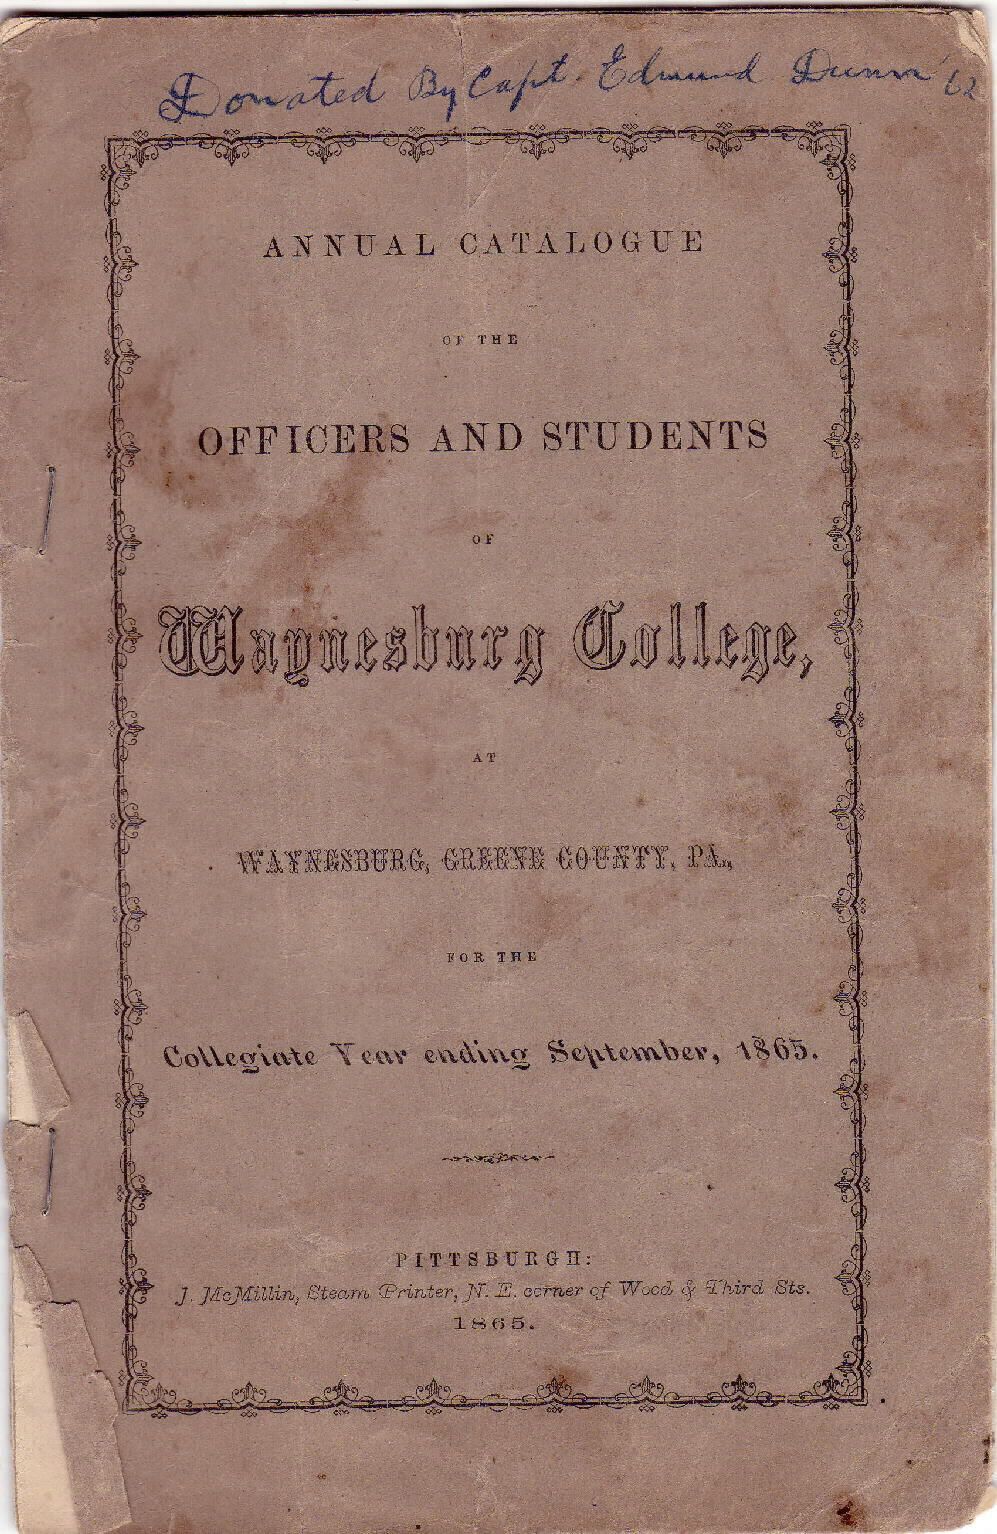 Donated By Capt. Edmund Dunn '62
ANNUAL CATALOGUE
OF THE
OFFICERS AND STUDENTS
OF
Waynesburg College,
AT
WAYNESBURG, GREENE COUNTY, PA.,
FOR THE
Collegiate Year ending September, 1865.
PITTSBURGH:
J. McMillin, Steam Printer, N. E. corner of Wood & Third Sts.
1865.